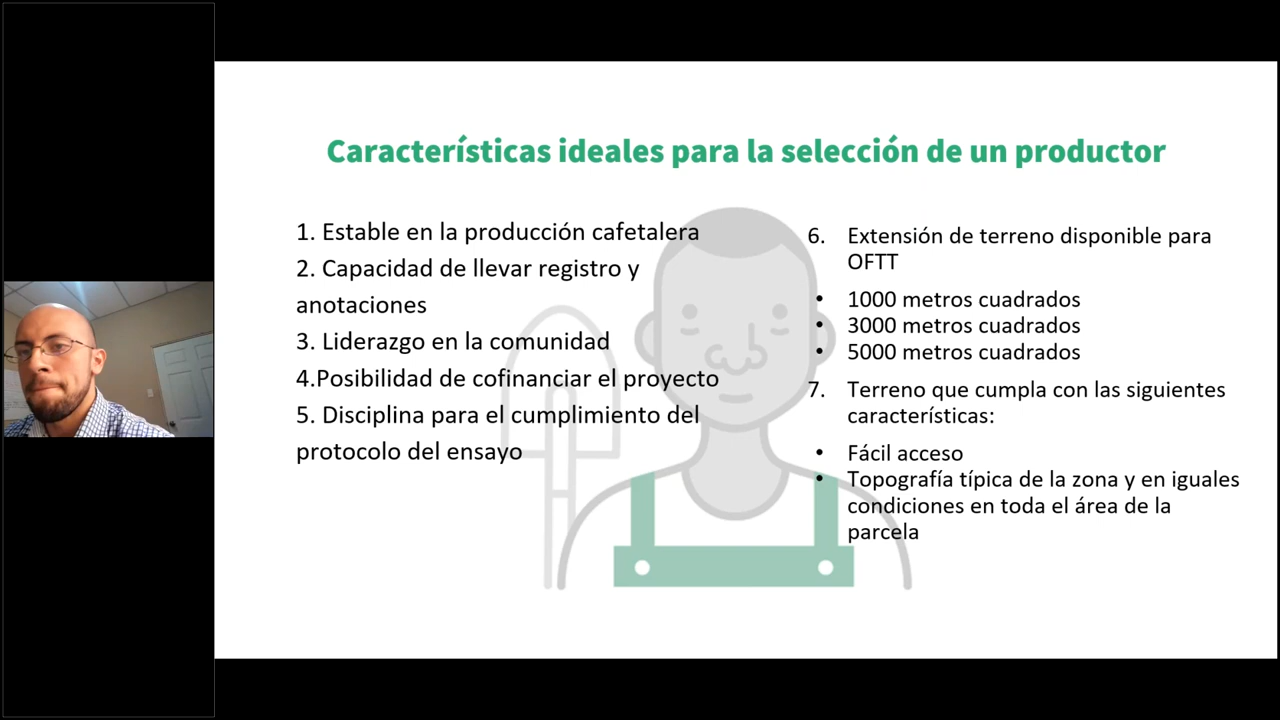 Características ideales para la selección de un productor
1. Estable en la producción cafetalera
2. Capacidad de llevar registro y
anotaciones
3. Liderazgo en la comunidad
4.Posibilidad de cofinanciar el proyecto
5. Disciplina para el cumplimiento del
protocolo del ensayo
6. Extensión de terreno disponible para
OFTT
• 1000 metros cuadrados
• 3000 metros cuadrados
• 5000 metros cuadrados
7. Terreno que cumpla con las siguientes
características:
• Fácil acceso
• Topografía típica de la zona y en iguales
condiciones en toda el área de la
parcela